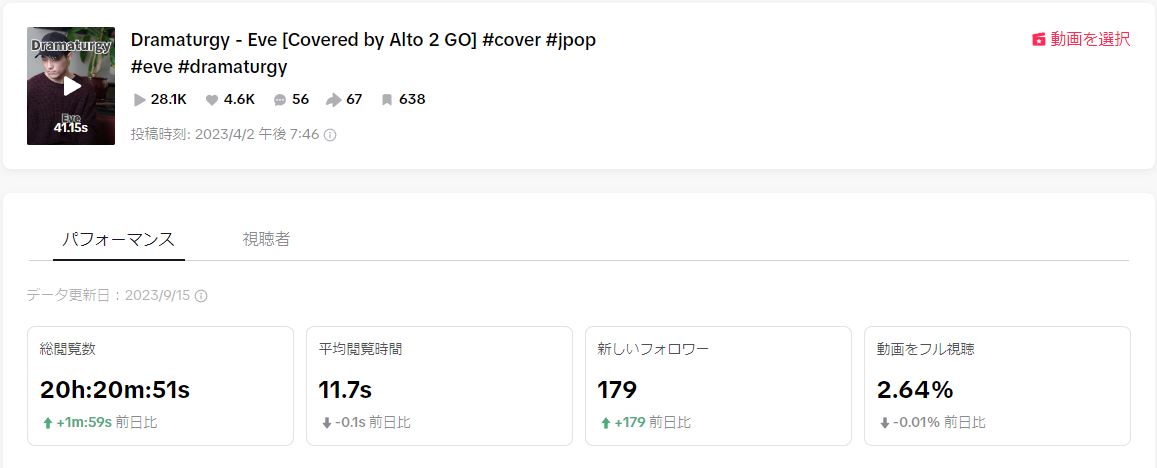 Dramaturgy
Eve
41.15s
Dramaturgy - Eve [Covered by Alto 2 GO] #cover #jpop
#eve #dramaturgy
動画を選択
28.1K 4.6K 56 67 638
投稿時刻: 2023/4/2 午後 7:46
パフォーマンス 視聴者
データ更新日：2023/9/15
総閲覧数
20h:20m:51s
+1m:59s 前日比
平均閲覧時間
11.7s
-0.1s 前日比
新しいフォロワー
179
+179 前日比
動画をフル視聴
2.64%
-0.01% 前日比